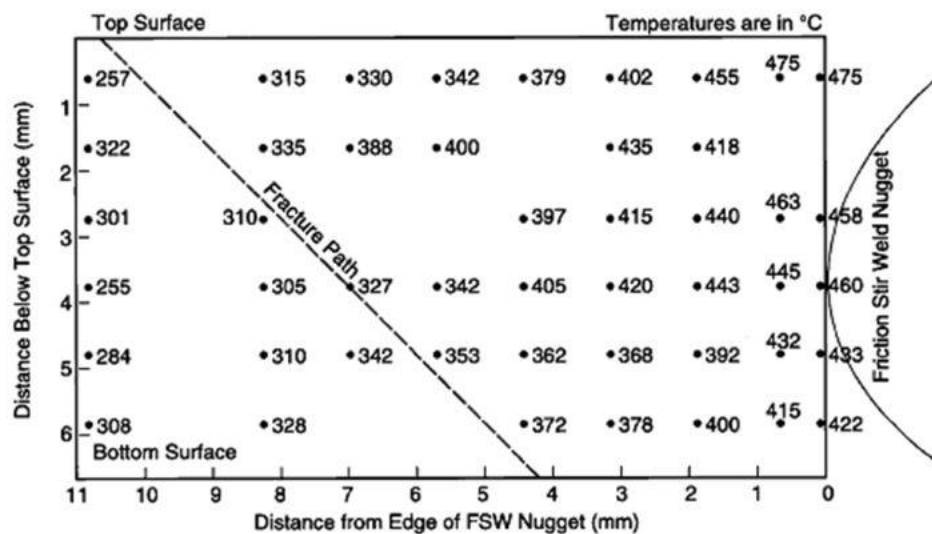 Top Surface Temperatures are in °C
475
257 315 330 342 379 402 455 475
1
322 335 388 400 435 418
2
463
301 310 397 415 440 458
3
445
255 305 327 342 405 420 443 460
4
432
284 310 342 353 362 368 392 433
5
415
308 328 372 378 400 422
6
Bottom Surface
11 10 9 8 7 6 5 4 3 2 1 0
Distance from Edge of FSW Nugget (mm)
Distance Below Top Surface (mm)
Fracture Path
Friction Stir Weld Nugget